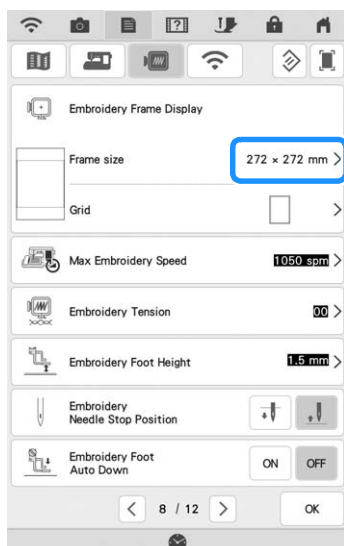 Embroidery Frame Display
Frame size 272 × 272 mm >
Grid >
Max Embroidery Speed 1050 spm >
Embroidery Tension 00 >
Embroidery Foot Height 1.5 mm >
Embroidery
Needle Stop Position
Embroidery Foot
Auto Down ON OFF
< 8 / 12 > OK